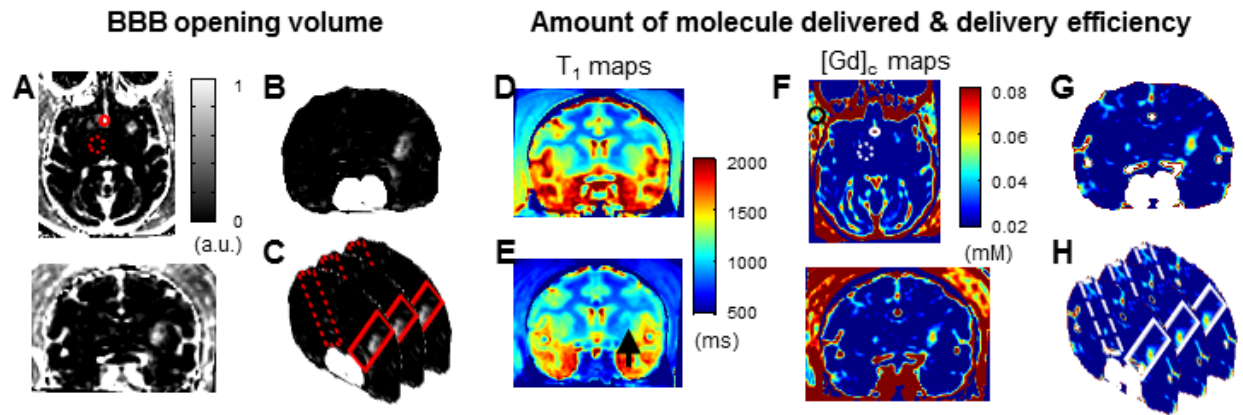 BBB opening volume
Amount of molecule delivered & delivery efficiency
A
1
0
(a.u.)
B
C
T₁ maps
D
E
2000
1500
1000
500
(ms)
[Gd]c maps
F
0.08
0.06
0.04
0.02
(mM)
G
H